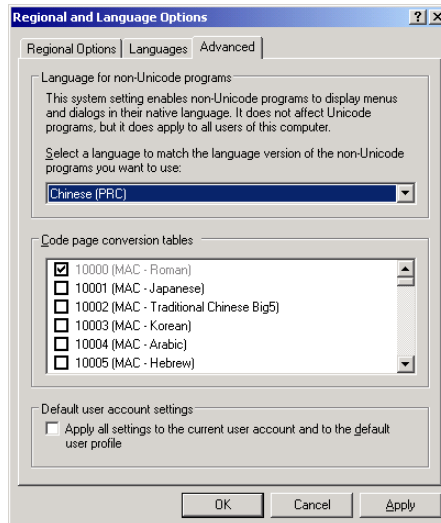 Regional and Language Options
Regional Options Languages Advanced
Language for non-Unicode programs
This system setting enables non-Unicode programs to display menus
and dialogs in their native language. It does not affect Unicode
programs, but it does apply to all users of this computer.
Select a language to match the language version of the non-Unicode
programs you want to use:
Chinese (PRC)
Code page conversion tables
10000 (MAC - Roman)
10001 (MAC - Japanese)
10002 (MAC - Traditional Chinese Big5)
10003 (MAC - Korean)
10004 (MAC - Arabic)
10005 (MAC - Hebrew)
Default user account settings
Apply all settings to the current user account and to the default
user profile
OK Cancel Apply